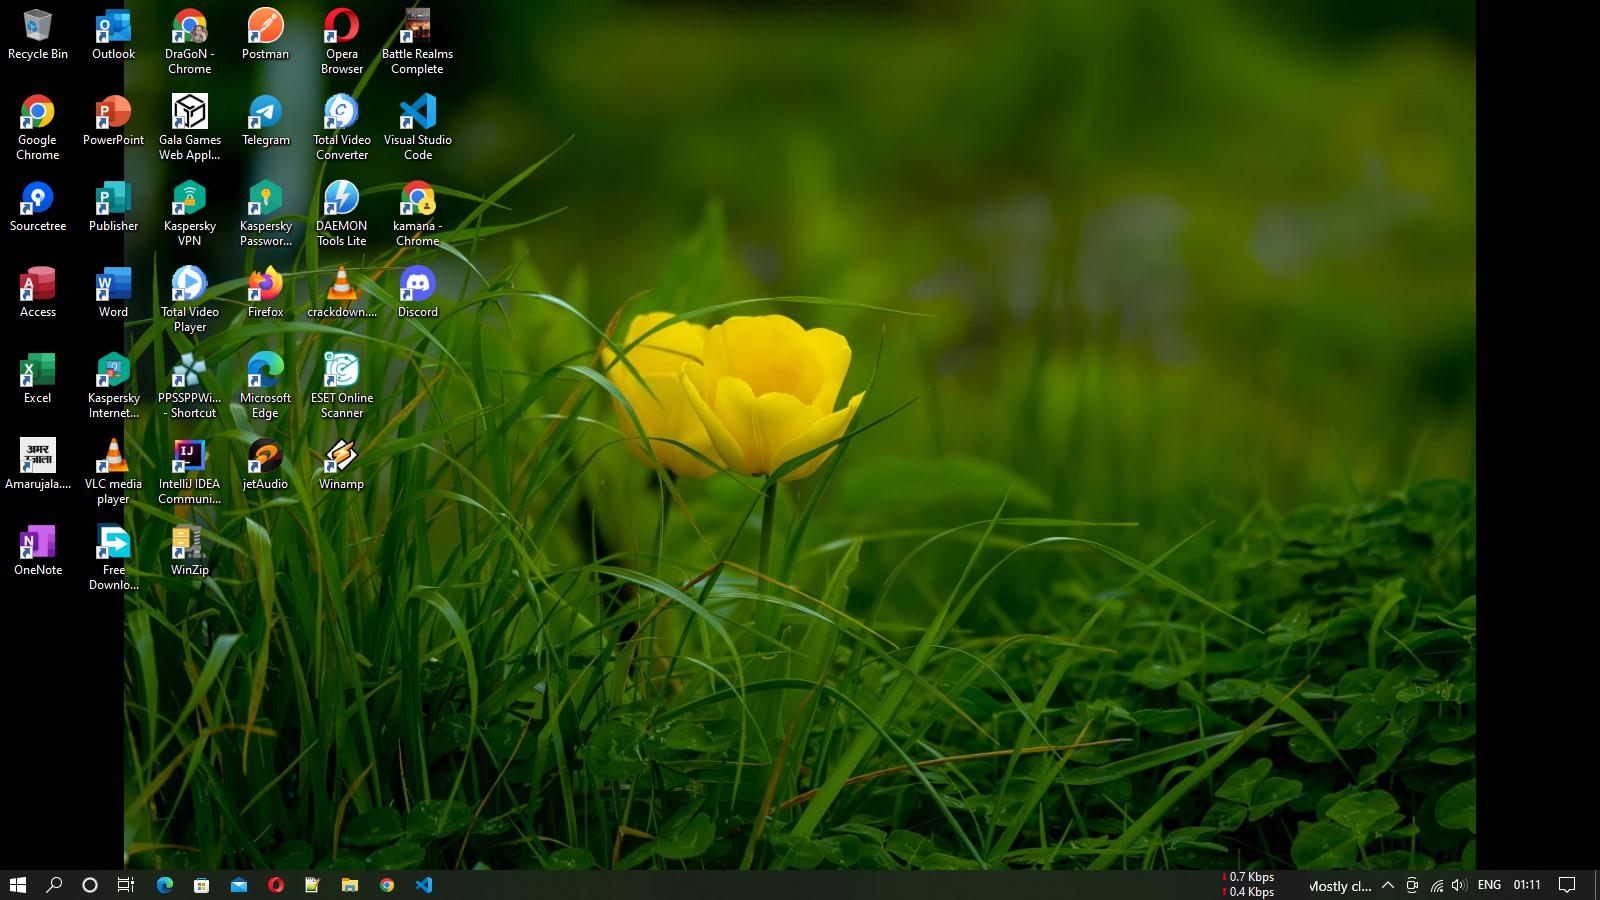 Recycle Bin
Outlook
DraGoN -
Chrome
Postman
Opera
Browser
Battle Realms
Complete
Google
Chrome
PowerPoint
Gala Games
Web Appl...
Telegram
Total Video
Converter
Visual Studio
Code
Sourcetree
Publisher
Kaspersky
VPN
Kaspersky
Passwor...
DAEMON
Tools Lite
kamana -
Chrome
Access
Word
Total Video
Player
Firefox
crackdown....
Discord
Excel
Kaspersky
Internet...
PPSSPPWi...
- Shortcut
Microsoft
Edge
ESET Online
Scanner
अमर
उजाला
Amarujala....
VLC media
player
IJ
IntelliJ IDEA
Communi...
jetAudio
Winamp
OneNote
Free
Downlo...
WinZip
0.7 Kbps
0.4 Kbps
Mostly cl...
ENG
01:11